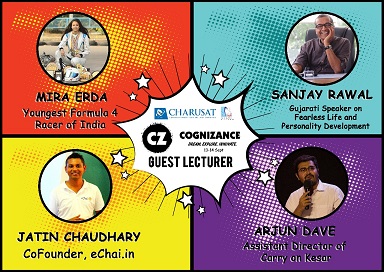 MIRA ERDA
Youngest Formula 4
Racer of India
SANJAY RAWAL
Gujarati Speaker on
Fearless Life and
Personality Development
CHARUSAT
CZ COGNIZANCE
DREAM. EXPLORE. INNOVATE.
13-14 Sept
GUEST LECTURER
JATIN CHAUDHARY
CoFounder, eChai.in
ARJUN DAVE
Assistant Director of
Carry on Kesar